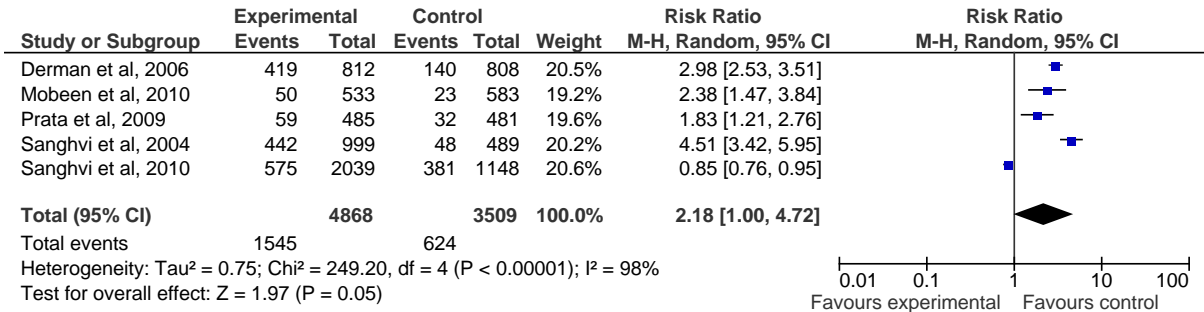 Experimental Control Risk Ratio Risk Ratio
Study or Subgroup Events Total Events Total Weight M-H, Random, 95% CI M-H, Random, 95% CI
Derman et al, 2006 419 812 140 808 20.5% 2.98 [2.53, 3.51]
Mobeen et al, 2010 50 533 23 583 19.2% 2.38 [1.47, 3.84]
Prata et al, 2009 59 485 32 481 19.6% 1.83 [1.21, 2.76]
Sanghvi et al, 2004 442 999 48 489 20.2% 4.51 [3.42, 5.95]
Sanghvi et al, 2010 575 2039 381 1148 20.6% 0.85 [0.76, 0.95]
Total (95% CI) 4868 3509 100.0% 2.18 [1.00, 4.72]
Total events 1545 624
Heterogeneity: Tau² = 0.75; Chi² = 249.20, df = 4 (P < 0.00001); I² = 98%
Test for overall effect: Z = 1.97 (P = 0.05)
0.01 0.1 1 10 100
Favours experimental Favours control